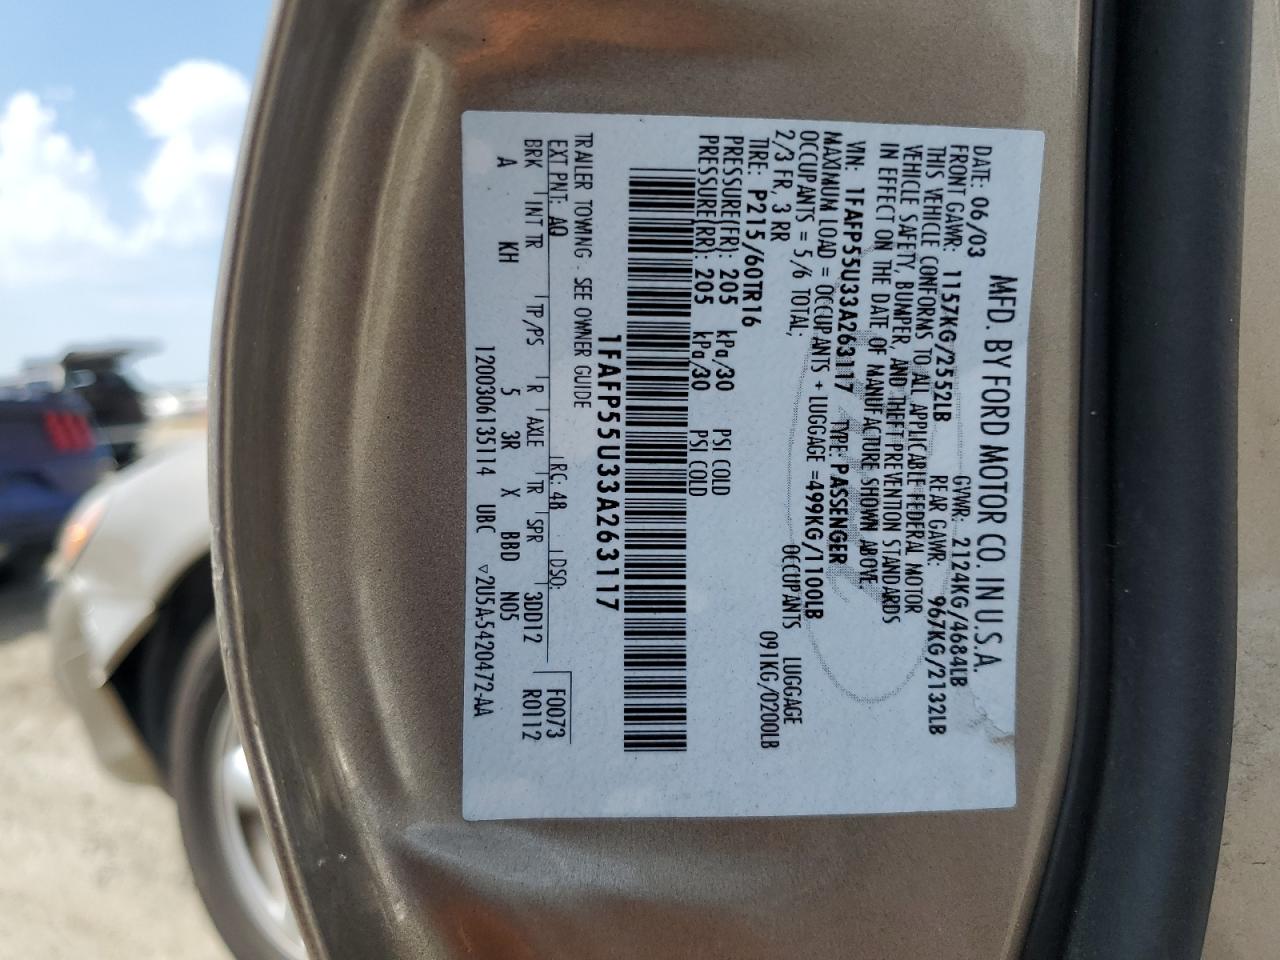 MFD. BY FORD MOTOR CO. IN U.S.A.
DATE: 06/03 GVWR: 2124KG/4684LB
FRONT GAWR: 1157KG/2552LB REAR GAWR: 967KG/2132LB
THIS VEHICLE CONFORMS TO ALL APPLICABLE FEDERAL MOTOR
VEHICLE SAFETY, BUMPER, AND THEFT PREVENTION STANDARDS
IN EFFECT ON THE DATE OF MANUFACTURE SHOWN ABOVE.
VIN: 1FAFP55U33A263117 TYPE: PASSENGER
MAXIMUM LOAD = OCCUPANTS + LUGGAGE =499KG/1100LB
OCCUPANTS = 5/6 TOTAL; OCCUPANTS LUGGAGE
2/3 FR, 3 RR 091KG/0200LB
TIRE: P215/60TR16
PRESSURE(FR): 205 kPa/30 PSI COLD
PRESSURE(RR): 205 kPa/30 PSI COLD
1FAFP55U33A263117
TRAILER TOWING - SEE OWNER GUIDE
EXT PNT: AQ RC: 48 DSO: F0073
BRK INT TR TP/PS R AXLE TR SPR 3DD12 R0112
A KH 5 3R X BBD N05
1200306135114 UBC ▽2U5A-5420472-AA